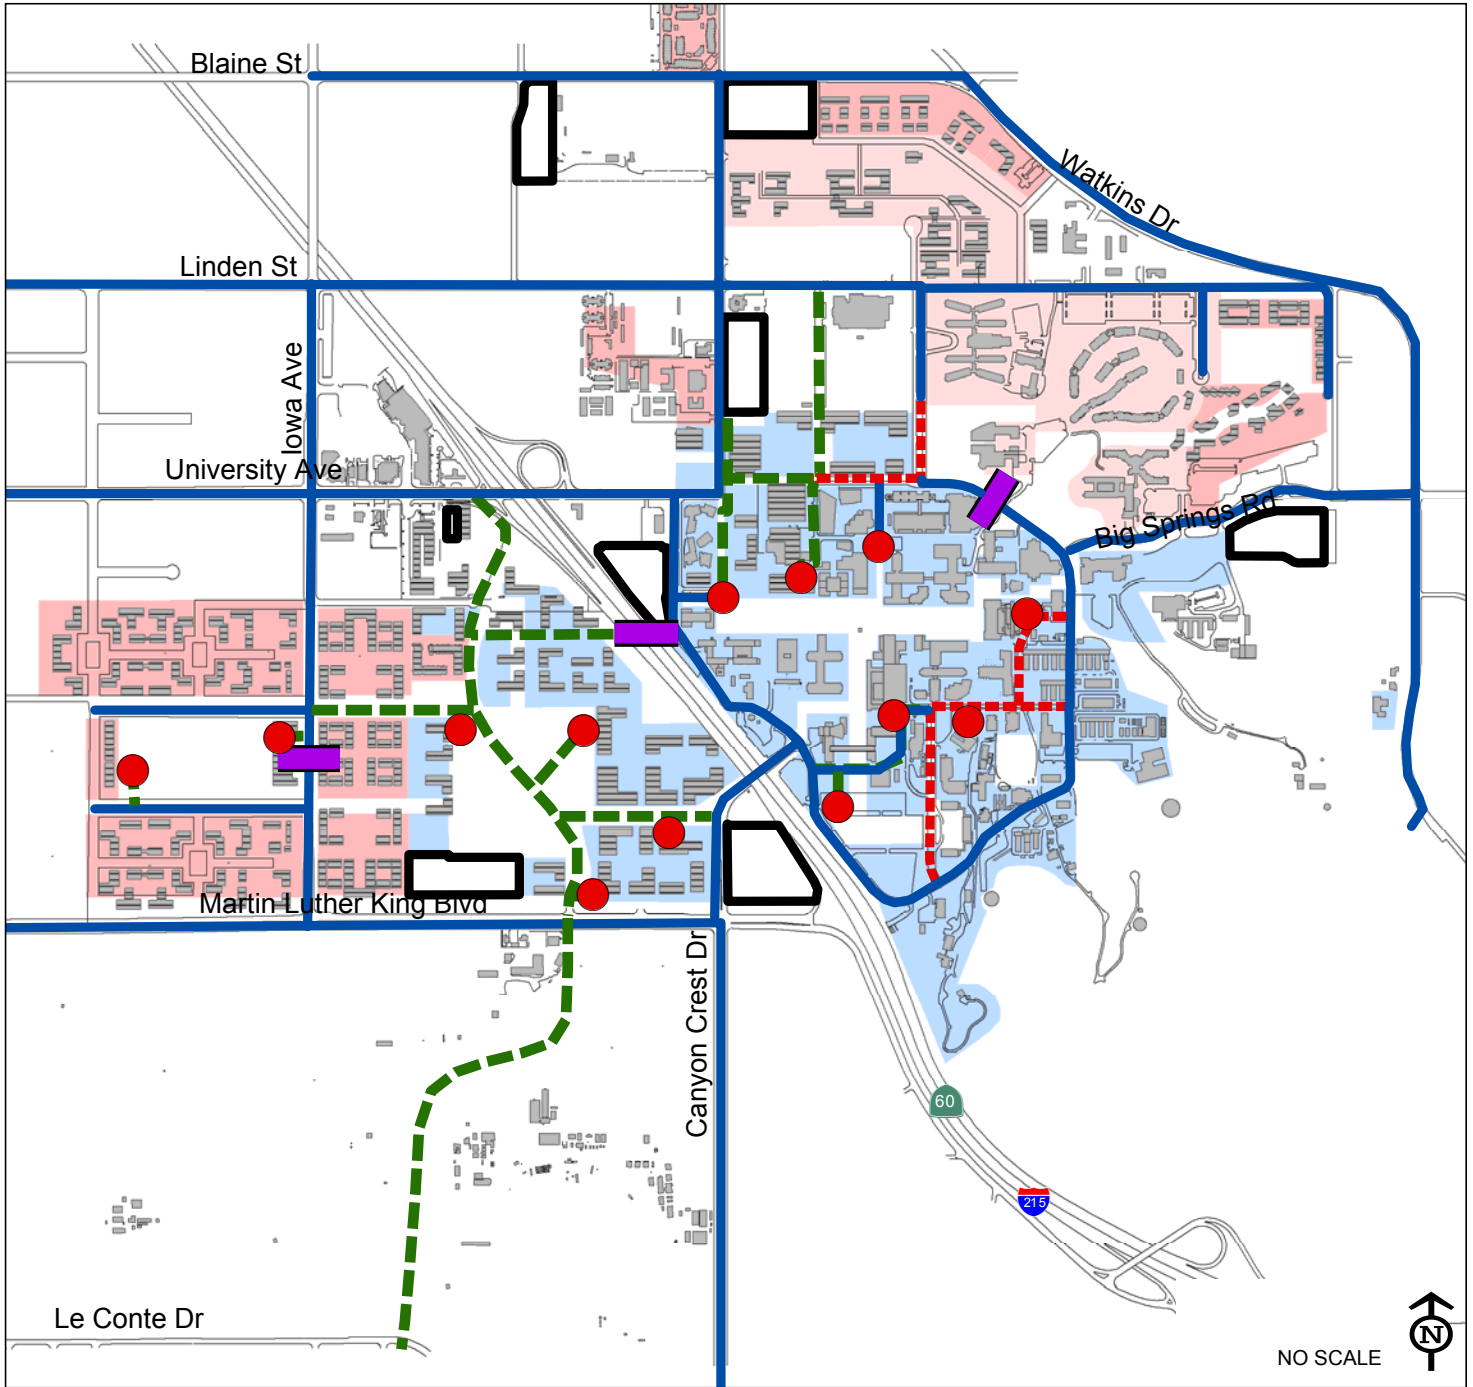 Blaine St
Watkins Dr
Linden St
Iowa Ave
University Ave
Big Springs Rd
Martin Luther King Blvd
Canyon Crest Dr
60
215
Le Conte Dr
NO SCALE
N